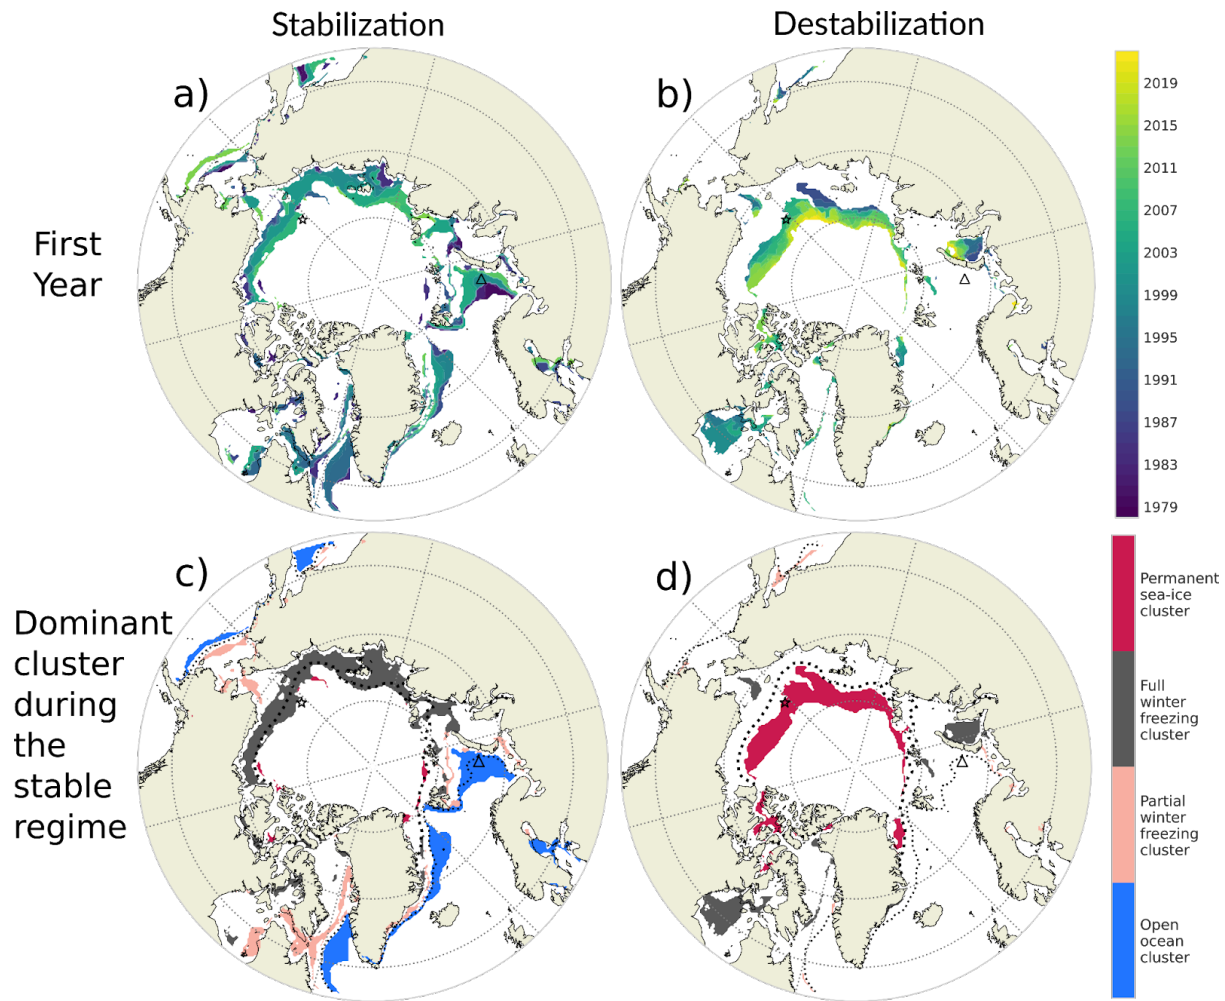 Stabilization
Destabilization
a)
b)
First
Year
2019
2015
2011
2007
2003
1999
1995
1991
1987
1983
1979
c)
d)
Dominant
cluster
during
the
stable
regime
Permanent
sea-ice
cluster
Full
winter
freezing
cluster
Partial
winter
freezing
cluster
Open
ocean
cluster